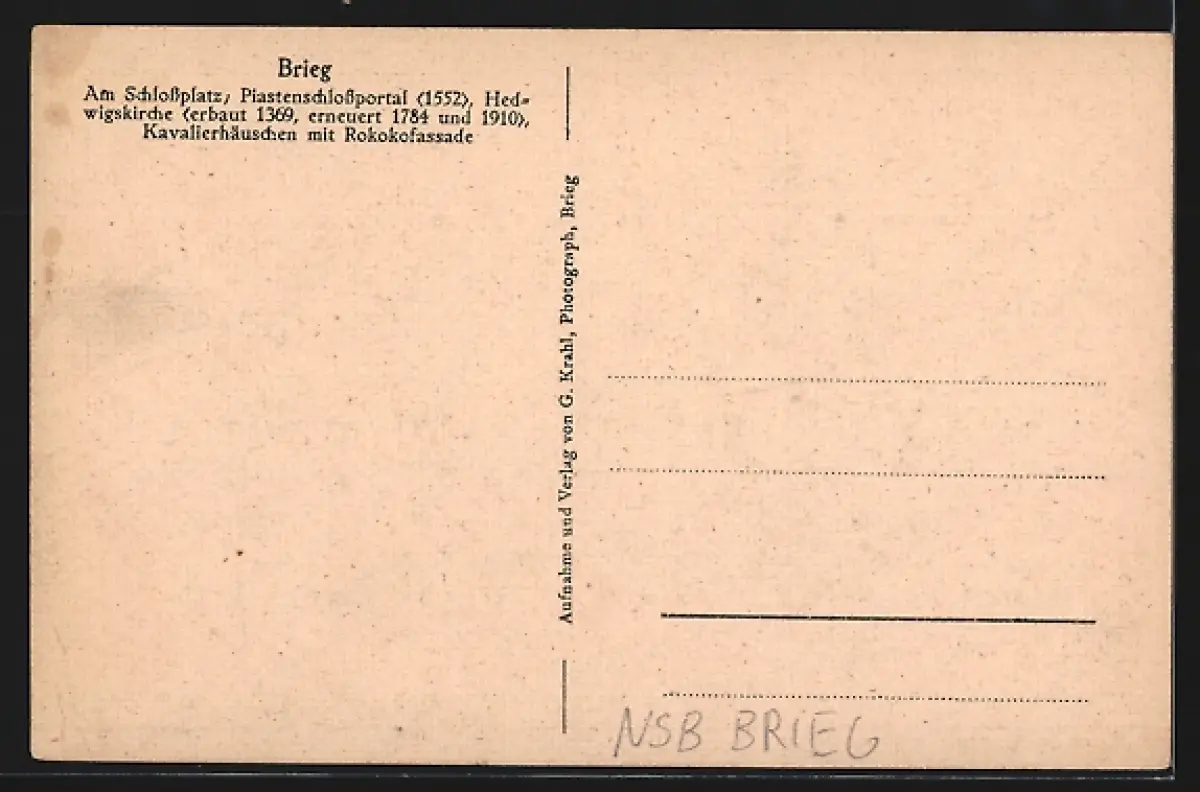 Brieg
Am Schloßplatz, Piastenschloßportal (1552), Hed-
wigskirche (erbaut 1369, erneuert 1784 und 1910),
Kavalierhäuschen mit Rokokofassade
Aufnahme und Verlag von G. Krahl, Photograph, Brieg
NSB BRIEG